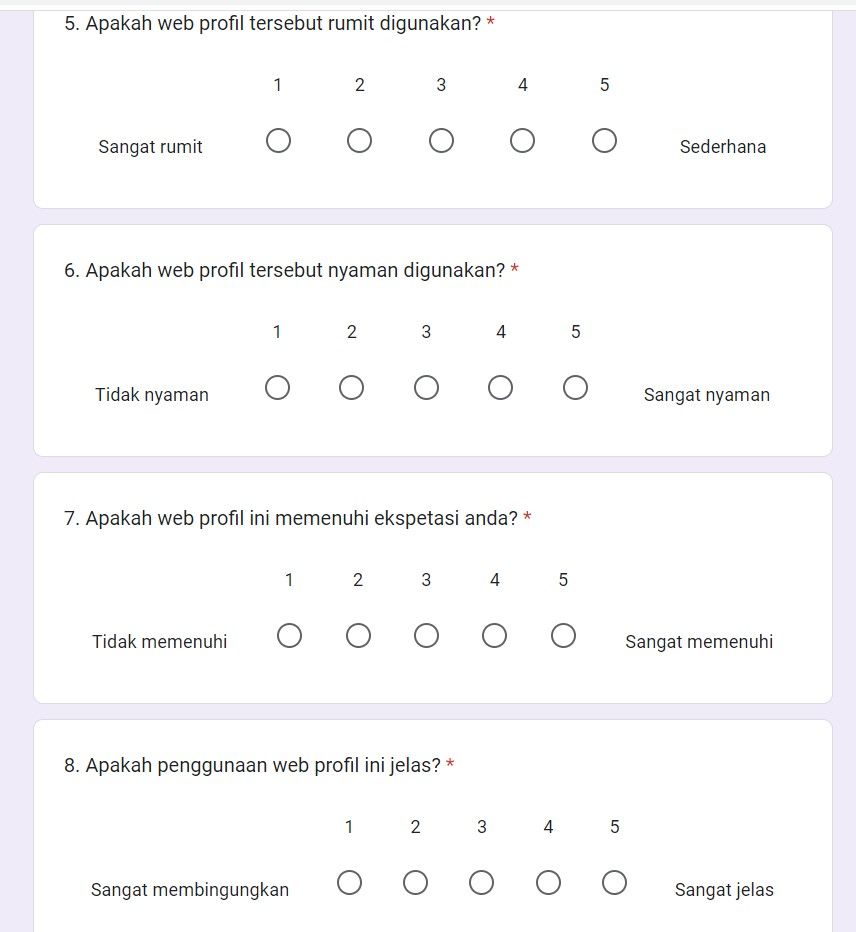 5. Apakah web profil tersebut rumit digunakan? *
1 2 3 4 5
Sangat rumit Sederhana
6. Apakah web profil tersebut nyaman digunakan? *
1 2 3 4 5
Tidak nyaman Sangat nyaman
7. Apakah web profil ini memenuhi ekspetasi anda? *
1 2 3 4 5
Tidak memenuhi Sangat memenuhi
8. Apakah penggunaan web profil ini jelas? *
1 2 3 4 5
Sangat membingungkan Sangat jelas